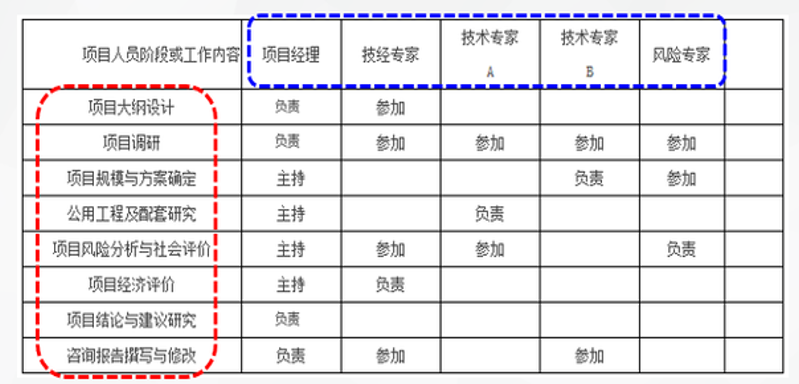 项目人员阶段或工作内容 项目经理 技经专家 技术专家A 技术专家B 风险专家
项目大纲设计 负责 参加
项目调研 负责 参加 参加 参加 参加
项目规模与方案确定 主持 负责 参加
公用工程及配套研究 主持 负责
项目风险分析与社会评价 主持 参加 参加 负责
项目经济评价 主持 负责
项目结论与建议研究 负责
咨询报告撰写与修改 负责 参加 参加